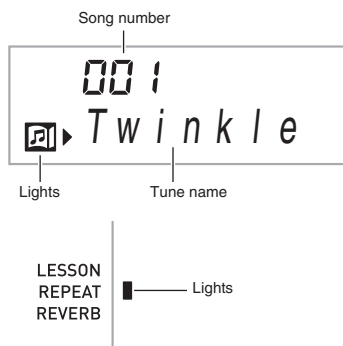 Song number
001
Twinkle
Lights
Tune name
LESSON
REPEAT
Lights
REVERB